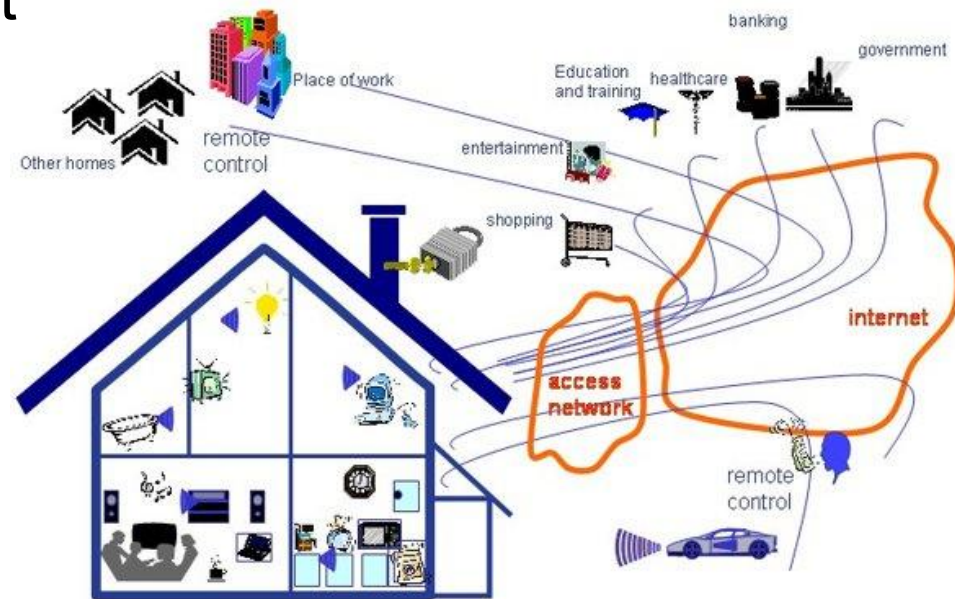 t
banking
government
Education
and training
healthcare
Place of work
remote
control
Other homes
entertainment
shopping
internet
access
network
remote
control